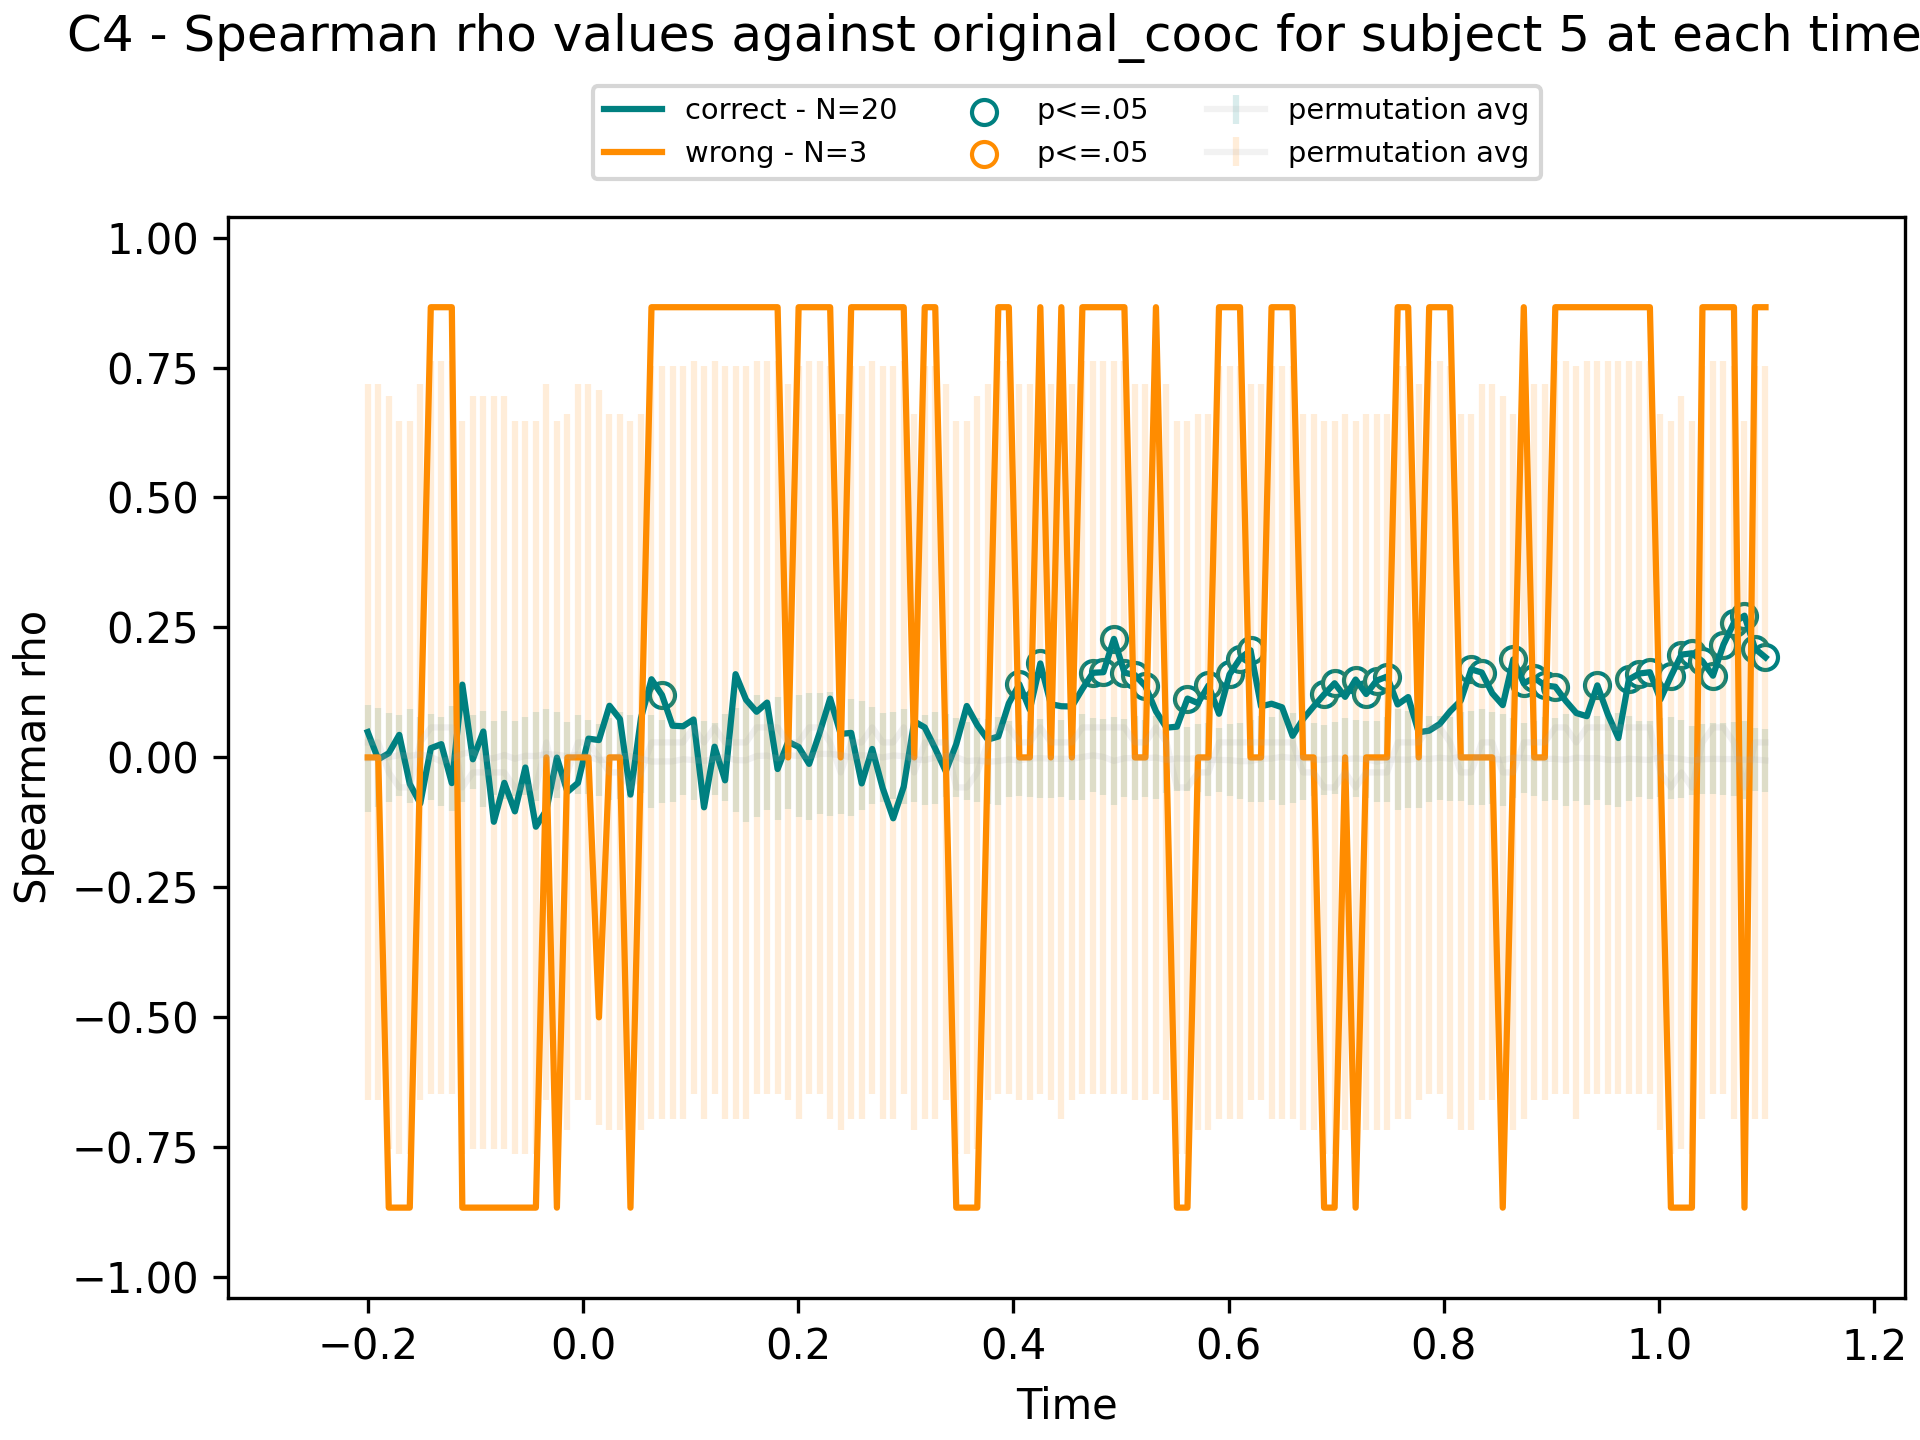 C4 - Spearman rho values against original_cooc for subject 5 at each time
correct - N=20 p<=.05 permutation avg
wrong - N=3 p<=.05 permutation avg
1.00
0.75
0.50
0.25
0.00
−0.25
−0.50
−0.75
−1.00
Spearman rho
−0.2 0.0 0.2 0.4 0.6 0.8 1.0 1.2
Time